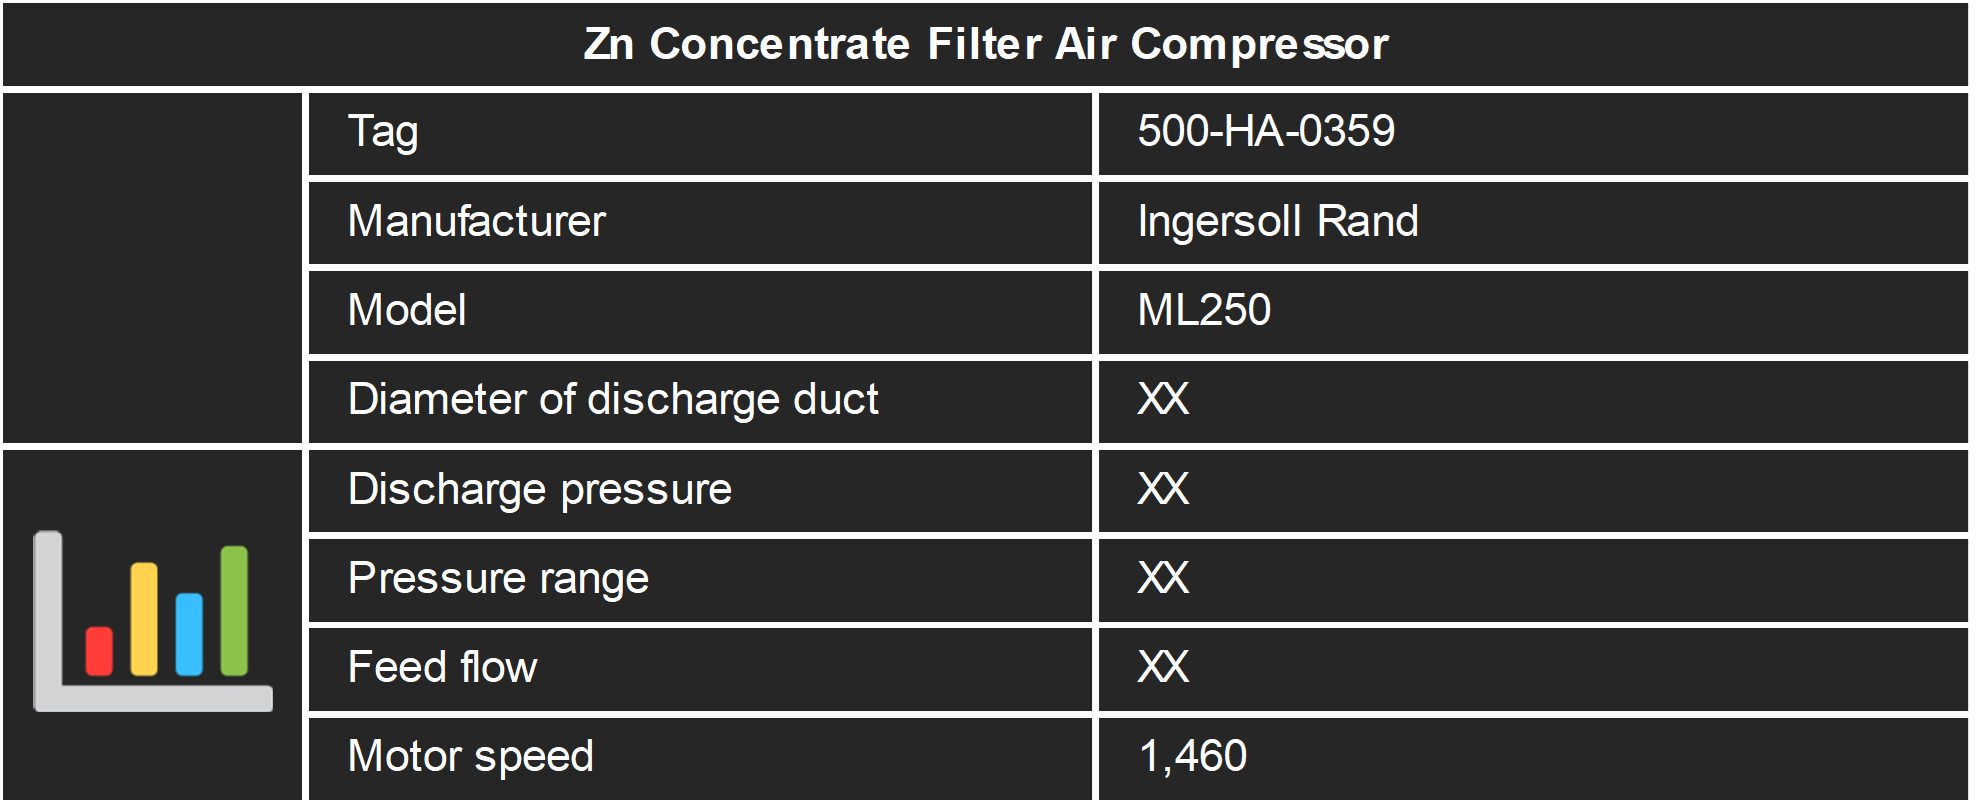 Zn Concentrate Filter Air Compressor
Tag 500-HA-0359
Manufacturer Ingersoll Rand
Model ML250
Diameter of discharge duct XX
Discharge pressure XX
Pressure range XX
Feed flow XX
Motor speed 1,460